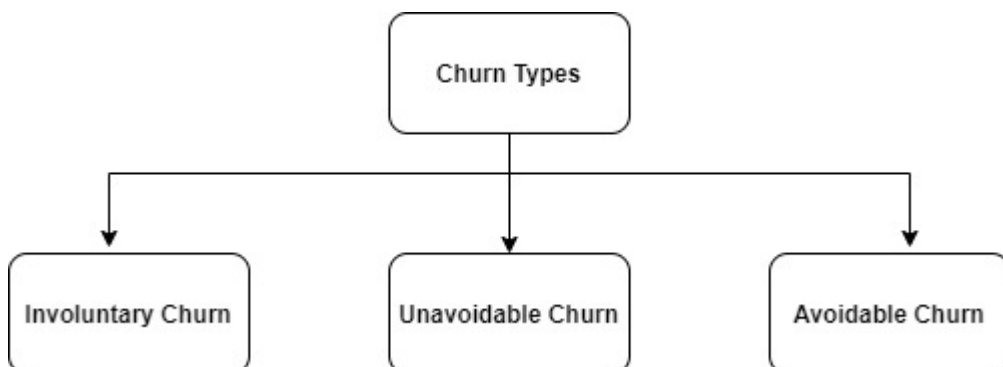 Churn Types
Involuntary Churn
Unavoidable Churn
Avoidable Churn